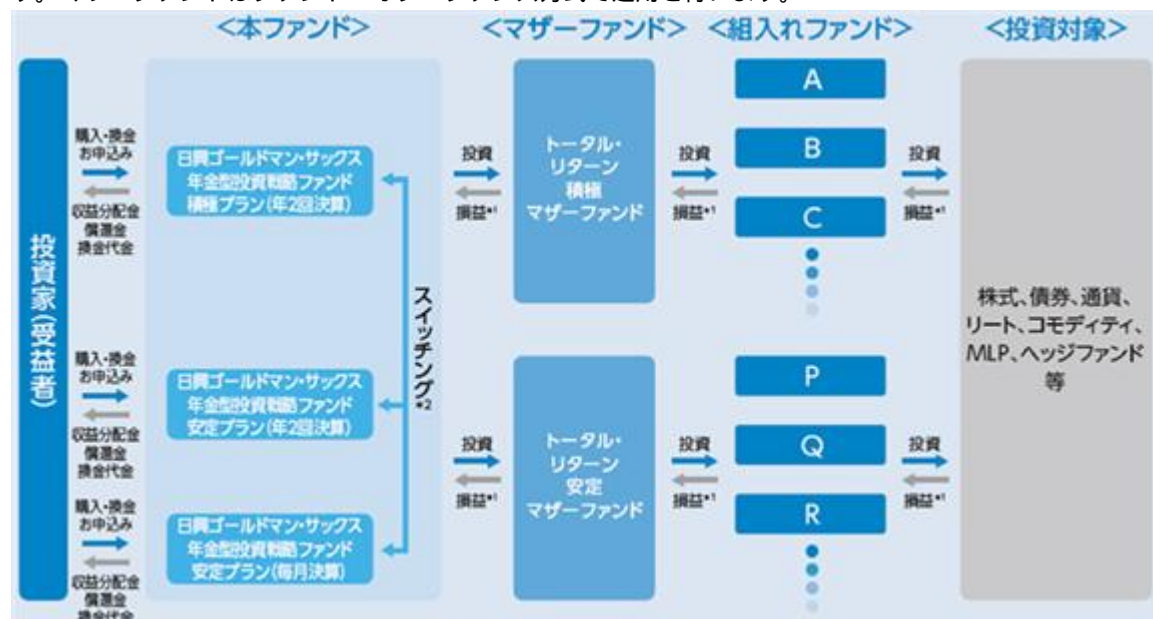 <本ファンド>
<マザーファンド>
<組入れファンド>
<投資対象>
投資家(受益者)
購入・換金
お申込み
収益分配金
償還金
換金代金
日興ゴールドマン・サックス
年金型投資戦略ファンド
積極プラン(年2回決算)
購入・換金
お申込み
収益分配金
償還金
換金代金
日興ゴールドマン・サックス
年金型投資戦略ファンド
安定プラン(年2回決算)
購入・換金
お申込み
収益分配金
償還金
換金代金
日興ゴールドマン・サックス
年金型投資戦略ファンド
安定プラン(毎月決算)
スイッチング*2
投資
損益*1
トータル・
リターン
積極
マザーファンド
投資
損益*1
A
B
C
投資
損益*1
投資
損益*1
トータル・
リターン
安定
マザーファンド
投資
損益*1
P
Q
R
投資
損益*1
株式、債券、通貨、
リート、コモディティ、
MLP、ヘッジファンド
等